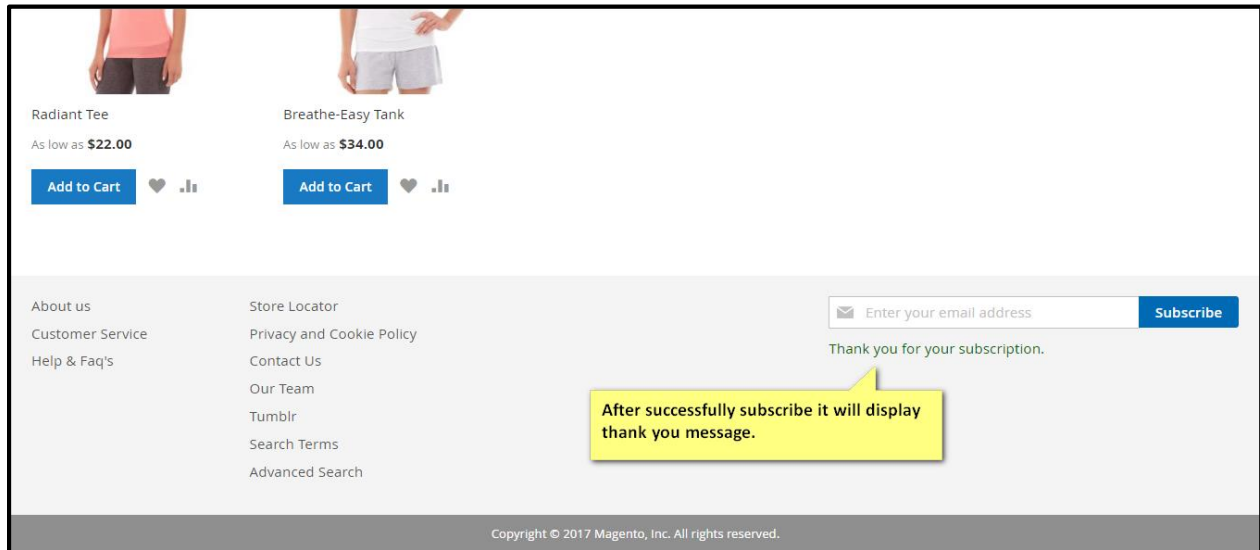 Radiant Tee
As low as $22.00
Add to Cart
Breathe-Easy Tank
As low as $34.00
Add to Cart
About us
Customer Service
Help & Faq's
Store Locator
Privacy and Cookie Policy
Contact Us
Our Team
Tumblr
Search Terms
Advanced Search
Enter your email address
Subscribe
Thank you for your subscription.
After successfully subscribe it will display
thank you message.
Copyright © 2017 Magento, Inc. All rights reserved.